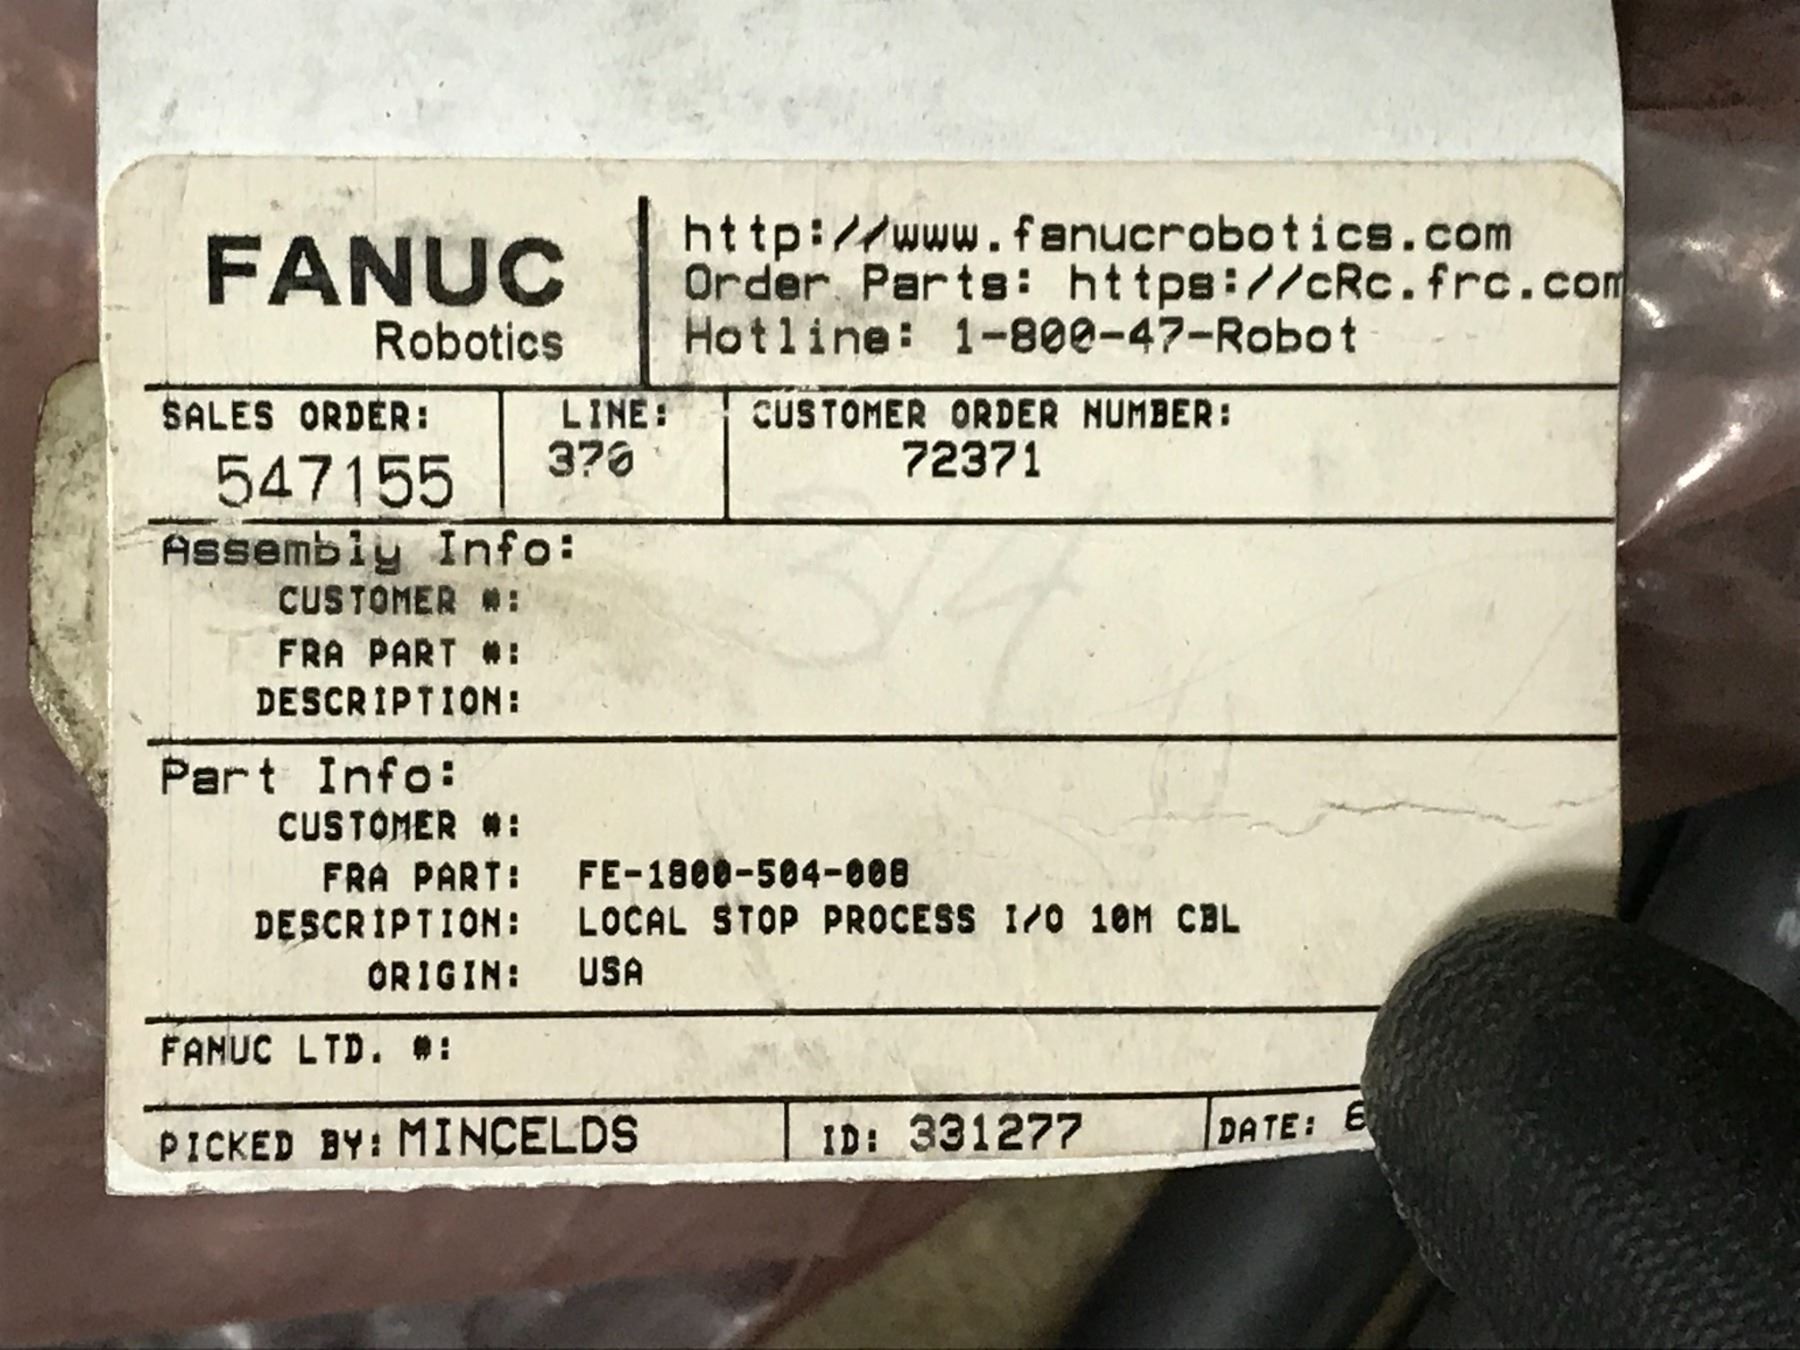 FANUC
Robotics
http://www.fanucrobotics.com
Order Parts: https://cRc.frc.com
Hotline: 1-800-47-Robot
SALES ORDER:
547155
LINE:
370
CUSTOMER ORDER NUMBER:
72371
Assembly Info:
CUSTOMER #:
FRA PART #:
DESCRIPTION:
Part Info:
CUSTOMER #:
FRA PART: FE-1800-504-008
DESCRIPTION: LOCAL STOP PROCESS I/O 10M CBL
ORIGIN: USA
FANUC LTD. #:
PICKED BY: MINCELDS
ID: 331277
DATE: